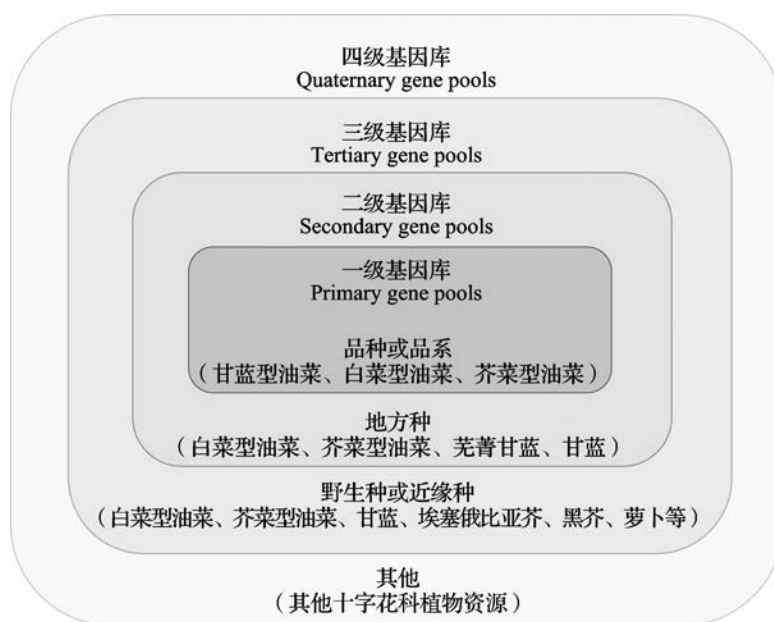 四级基因库
Quaternary gene pools
三级基因库
Tertiary gene pools
二级基因库
Secondary gene pools
一级基因库
Primary gene pools
品种或品系
（甘蓝型油菜、白菜型油菜、芥菜型油菜）
地方种
（白菜型油菜、芥菜型油菜、芜菁甘蓝、甘蓝）
野生种或近缘种
（白菜型油菜、芥菜型油菜、甘蓝、埃塞俄比亚芥、黑芥、萝卜等）
其他
（其他十字花科植物资源）